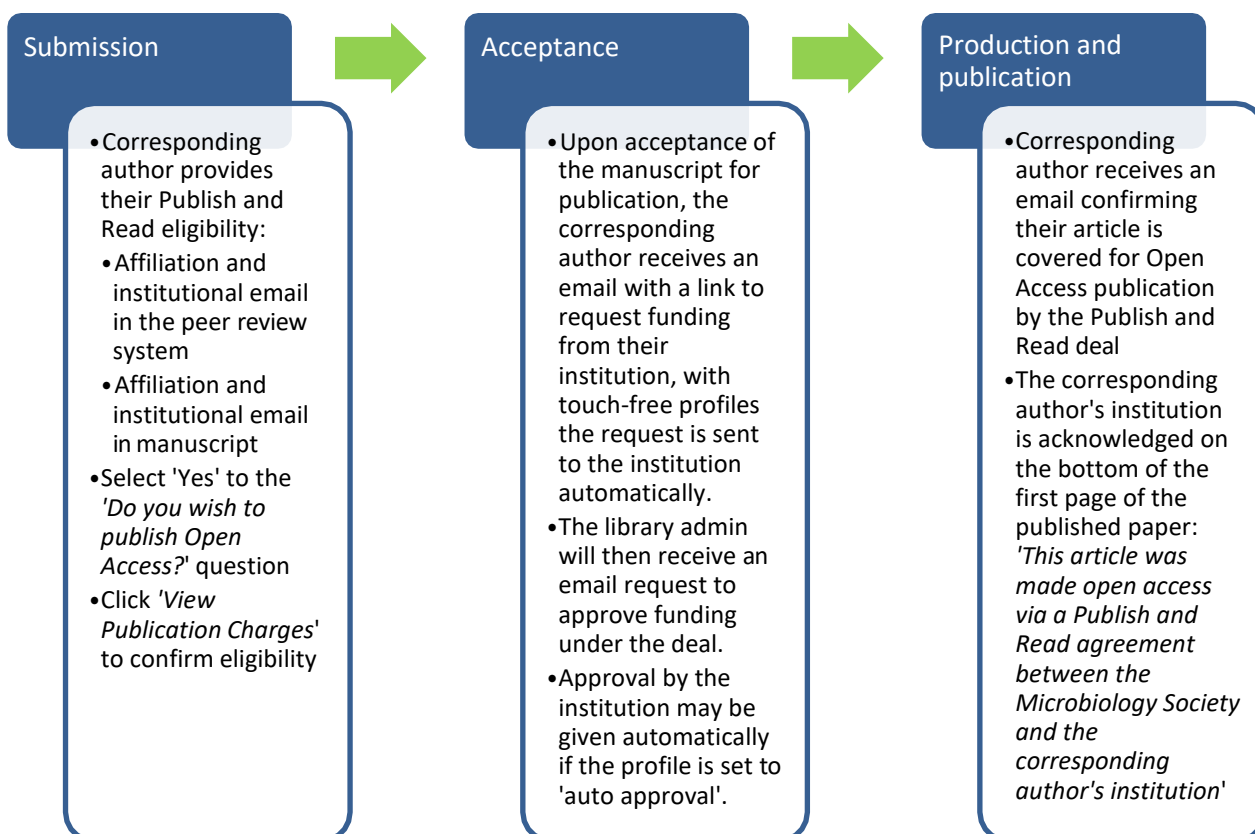 Submission
•Corresponding
author provides
their Publish and
Read eligibility:
•Affiliation and
institutional email
in the peer review
system
•Affiliation and
institutional email
in manuscript
•Select 'Yes' to the
'Do you wish to
publish Open
Access?' question
•Click 'View
Publication Charges'
to confirm eligibility
Acceptance
•Upon acceptance of
the manuscript for
publication, the
corresponding
author receives an
email with a link to
request funding
from their
institution, with
touch-free profiles
the request is sent
to the institution
automatically.
•The library admin
will then receive an
email request to
approve funding
under the deal.
•Approval by the
institution may be
given automatically
if the profile is set to
'auto approval'.
Production and
publication
•Corresponding
author receives an
email confirming
their article is
covered for Open
Access publication
by the Publish and
Read deal
•The corresponding
author's institution
is acknowledged on
the bottom of the
first page of the
published paper:
'This article was
made open access
via a Publish and
Read agreement
between the
Microbiology Society
and the
corresponding
author's institution'